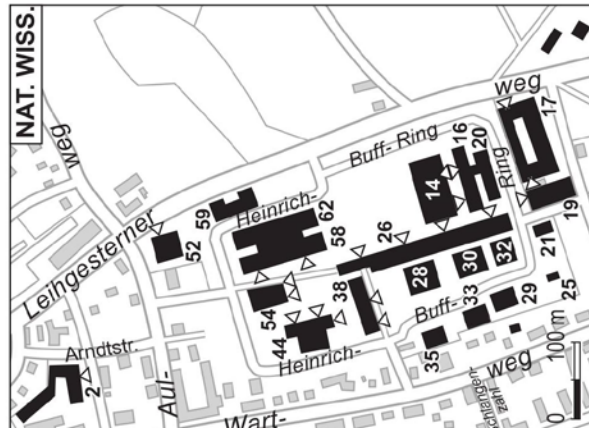 NAT. WISS.
weg
Leihgesterner
weg
Buff- Ring
Heinrich-
Ring
Arndtstr.
Aul-
Heinrich-
Buff-
Wart-
weg
2
52
59
62
58
54
44
38
26
14
16
20
17
19
28
30
32
21
33
29
25
35
0
100 m